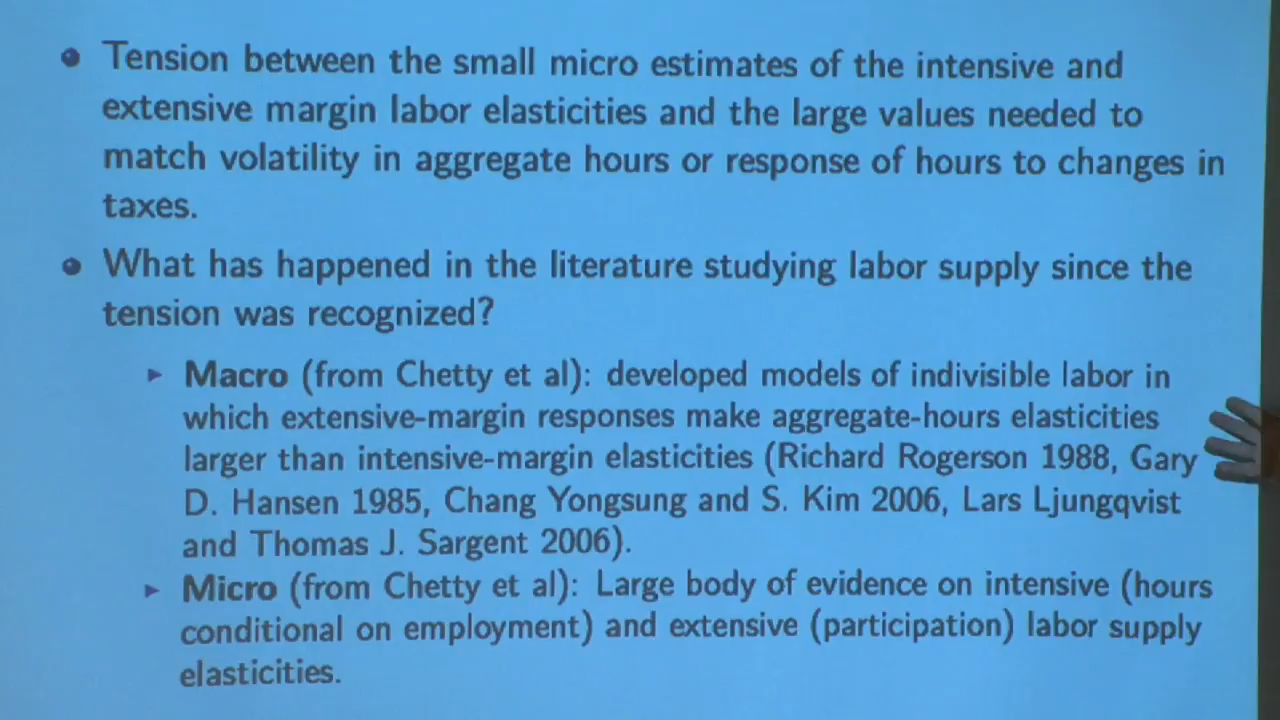 Tension between the small micro estimates of the intensive and
extensive margin labor elasticities and the large values needed to
match volatility in aggregate hours or response of hours to changes in
taxes.
What has happened in the literature studying labor supply since the
tension was recognized?
Macro (from Chetty et al): developed models of indivisible labor in
which extensive-margin responses make aggregate-hours elasticities
larger than intensive-margin elasticities (Richard Rogerson 1988, Gary
D. Hansen 1985, Chang Yongsung and S. Kim 2006, Lars Ljungqvist
and Thomas J. Sargent 2006).
Micro (from Chetty et al): Large body of evidence on intensive (hours
conditional on employment) and extensive (participation) labor supply
elasticities.